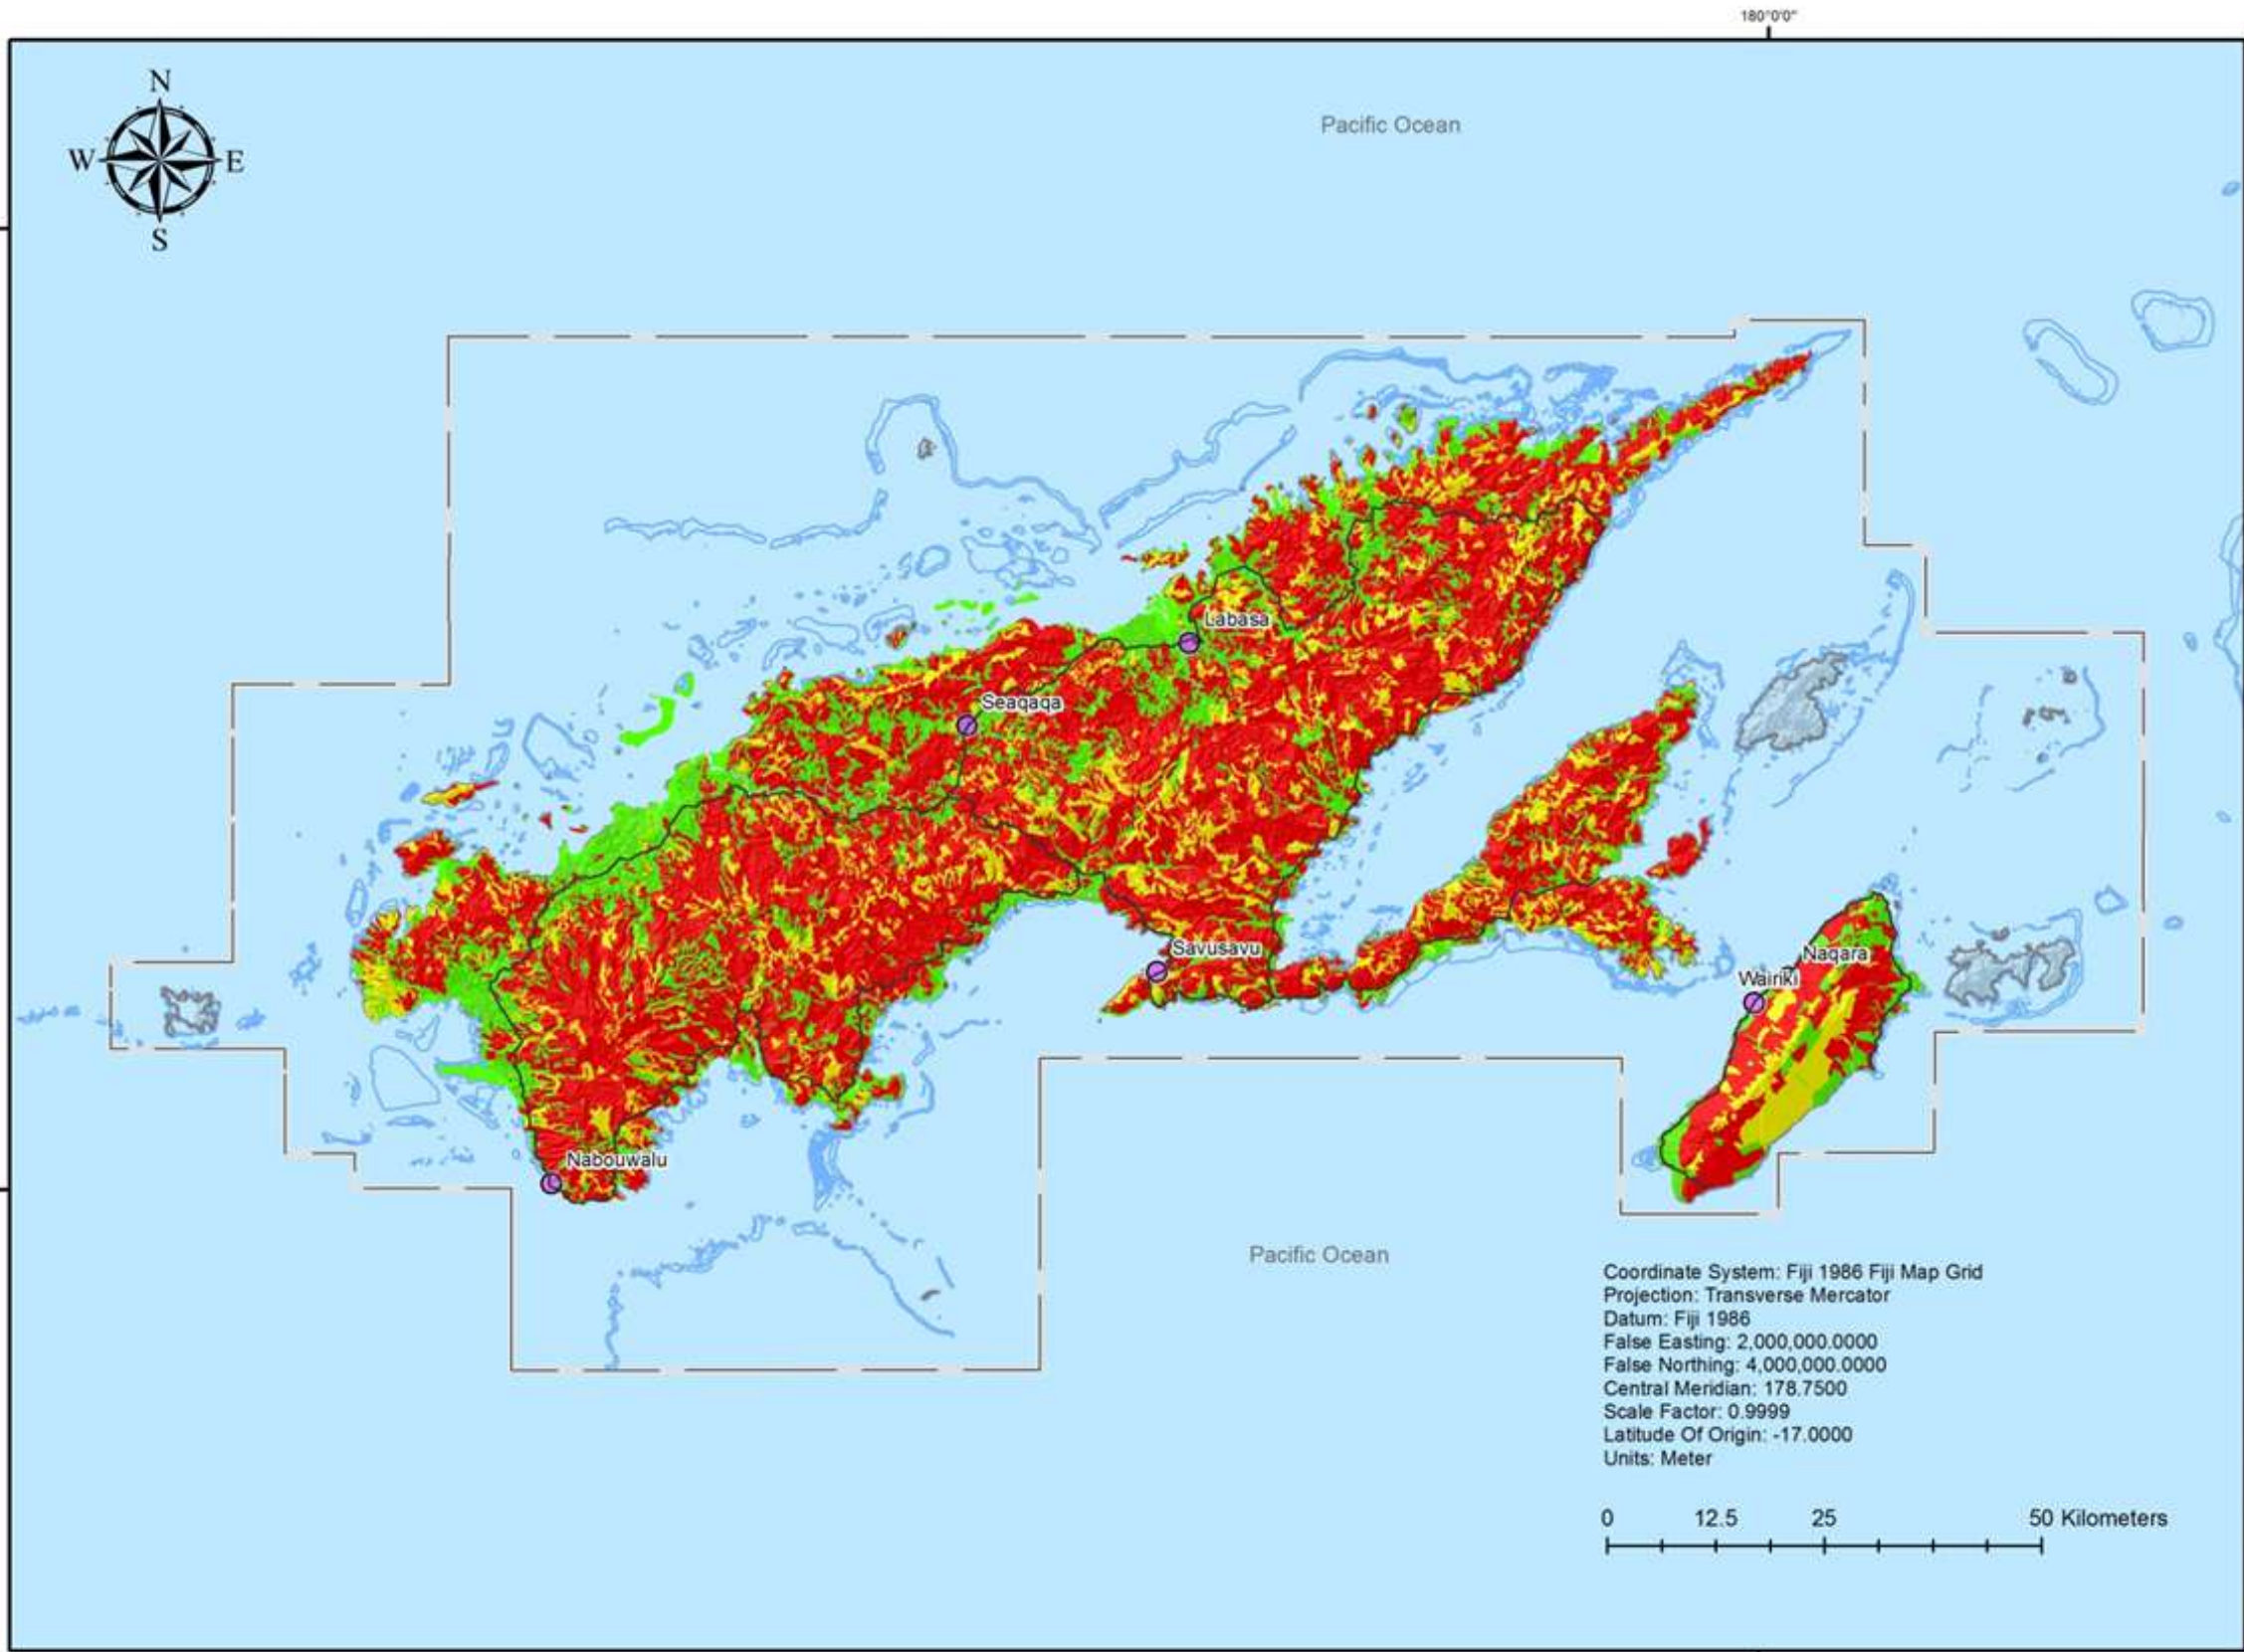 180°0'0"
N
W E
S
Pacific Ocean
Labasa
Seaqaqa
Savusavu
Naqara
Wairiki
Nabouwalu
Pacific Ocean
Coordinate System: Fiji 1986 Fiji Map Grid
Projection: Transverse Mercator
Datum: Fiji 1986
False Easting: 2,000,000.0000
False Northing: 4,000,000.0000
Central Meridian: 178.7500
Scale Factor: 0.9999
Latitude Of Origin: -17.0000
Units: Meter
0 12.5 25 50 Kilometers